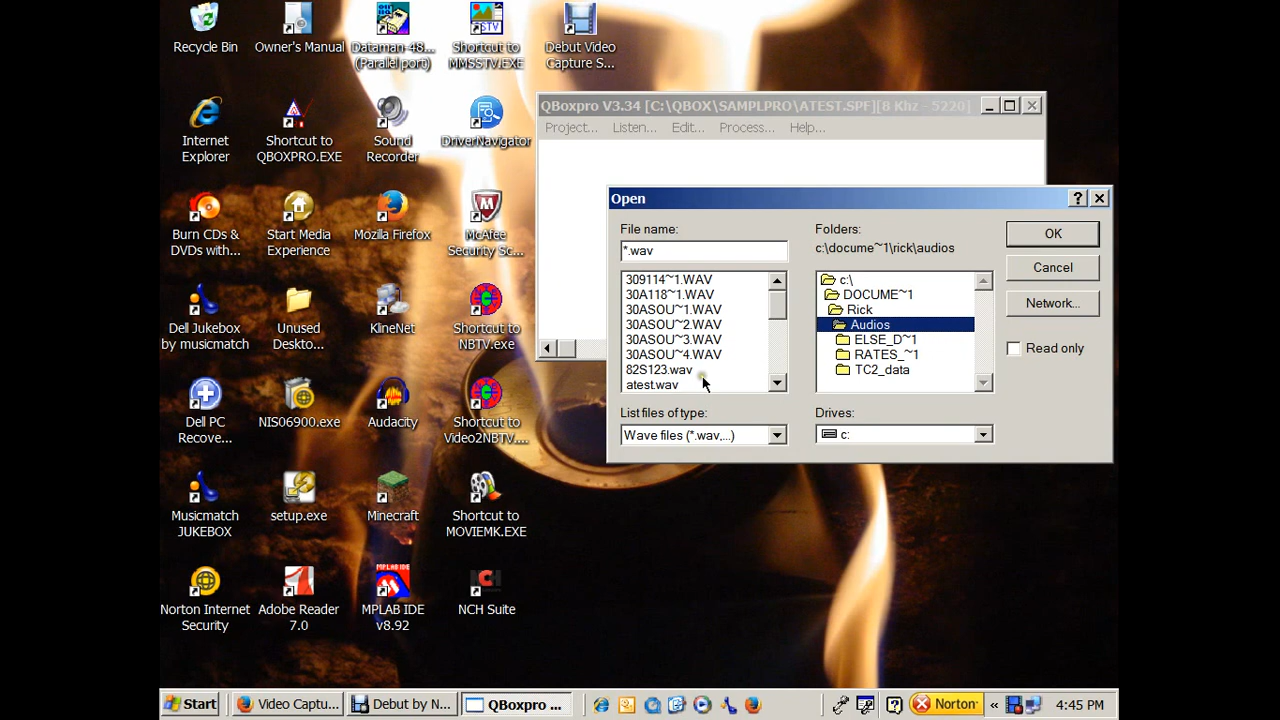 Recycle Bin
Owner's Manual
Dataman-48...
(Parallel port)
Shortcut to
MMSSTV.EXE
Debut Video
Capture S...
SSTV
Internet
Explorer
Shortcut to
QBOXPRO.EXE
Sound
Recorder
DriverNavigator
Burn CDs &
DVDs with...
Start Media
Experience
Mozilla Firefox
McAfee
Security Sc...
Dell Jukebox
by musicmatch
Unused
Deskto...
KlineNet
Shortcut to
NBTV.exe
Dell PC
Recove...
NIS06900.exe
Audacity
Shortcut to
Video2NBTV....
Musicmatch
JUKEBOX
setup.exe
Minecraft
Shortcut to
MOVIEMK.EXE
MPLAB IDE
Norton Internet
Security
Adobe Reader
7.0
MPLAB IDE
v8.92
NCH Suite
QBoxpro V3.34 [C:\QBOX\SAMPLPRO\ATEST.SPF][8 Khz - 5220]
Project... Listen... Edit... Process... Help...
Open
File name:
*.wav
309114~1.WAV
30A118~1.WAV
30ASOU~1.WAV
30ASOU~2.WAV
30ASOU~3.WAV
30ASOU~4.WAV
82S123.wav
atest.wav
List files of type:
Wave files (*.wav,...)
Folders:
c:\docume~1\rick\audios
c:\
DOCUME~1
Rick
Audios
ELSE_D~1
RATES_~1
TC2_data
Drives:
c:
OK
Cancel
Network...
Read only
Start
Video Captu...
Debut by N...
QBoxpro ...
Norton
«
4:45 PM